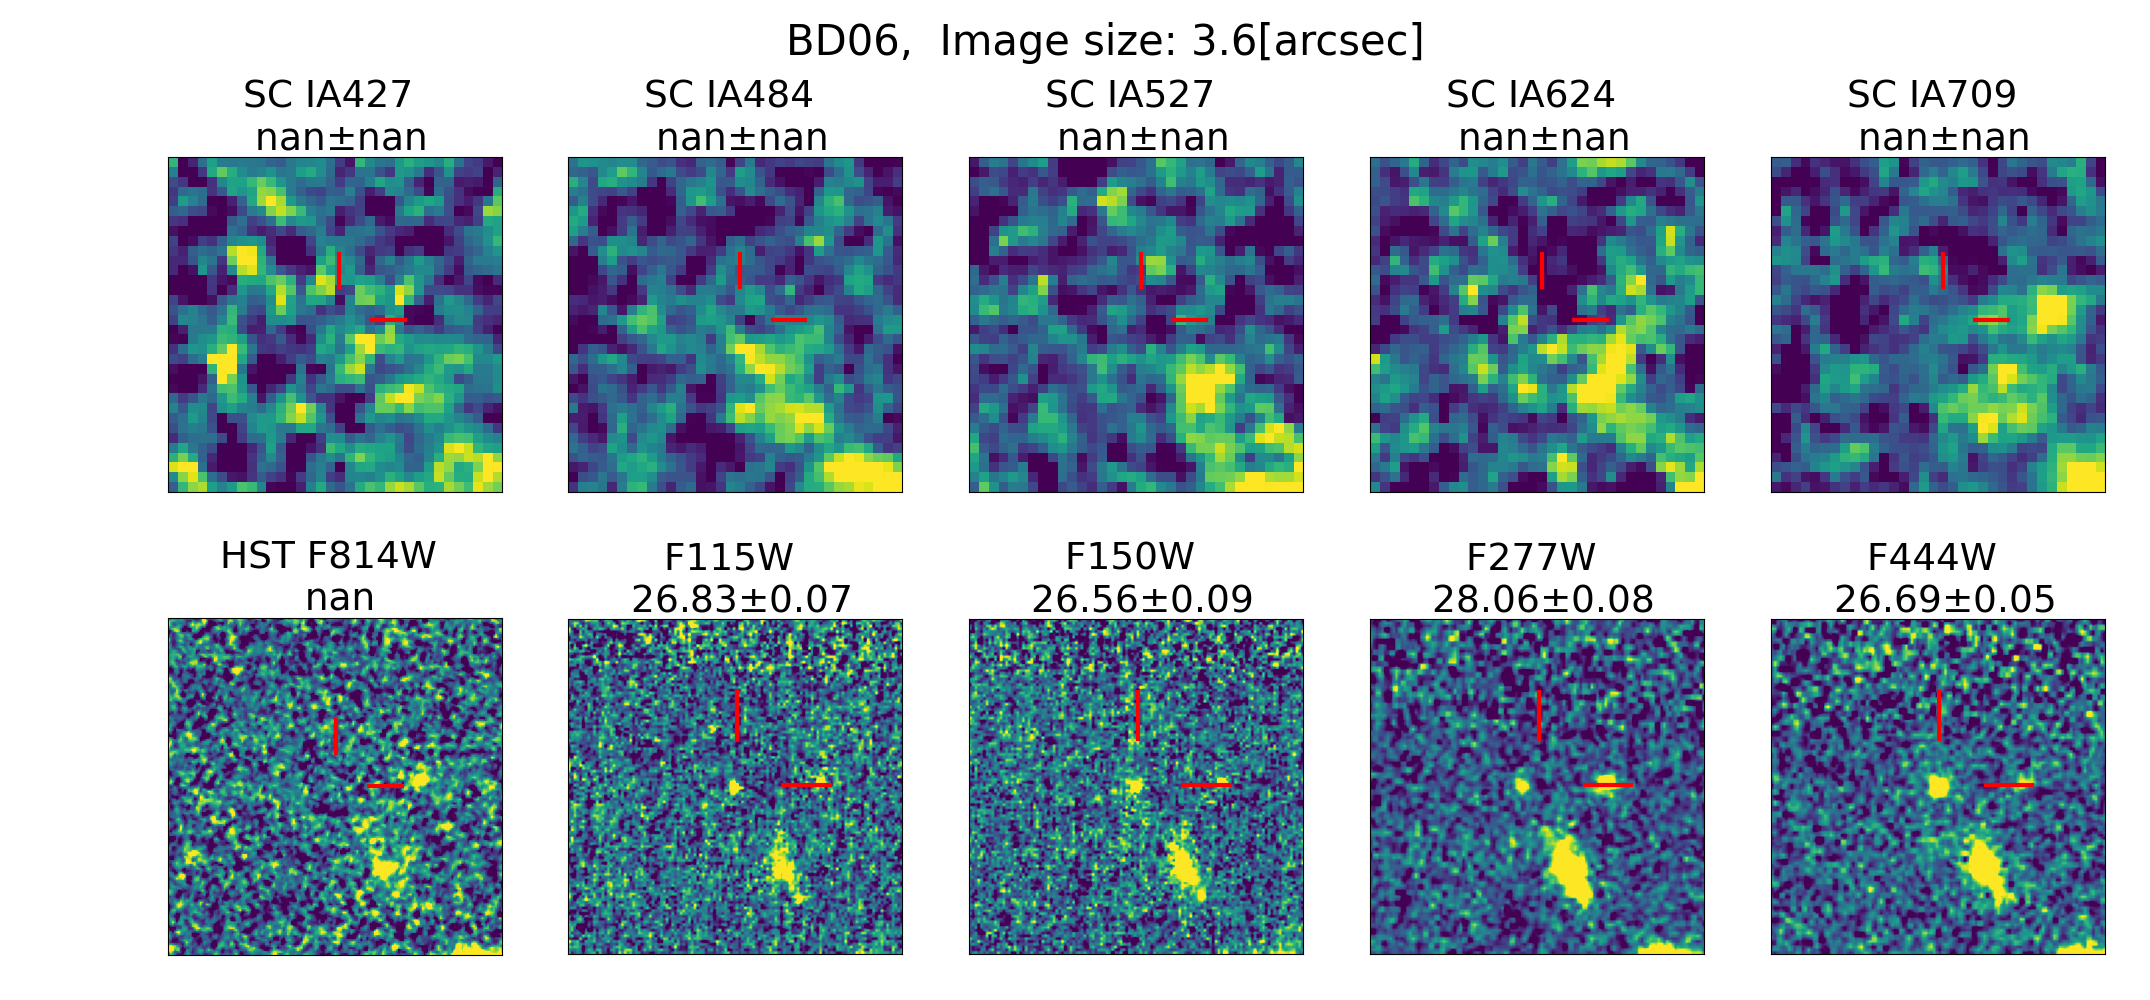 BD06,  Image size: 3.6[arcsec]
SC IA427
nan±nan
SC IA484
nan±nan
SC IA527
nan±nan
SC IA624
nan±nan
SC IA709
nan±nan
HST F814W
nan
F115W
26.83±0.07
F150W
26.56±0.09
F277W
28.06±0.08
F444W
26.69±0.05